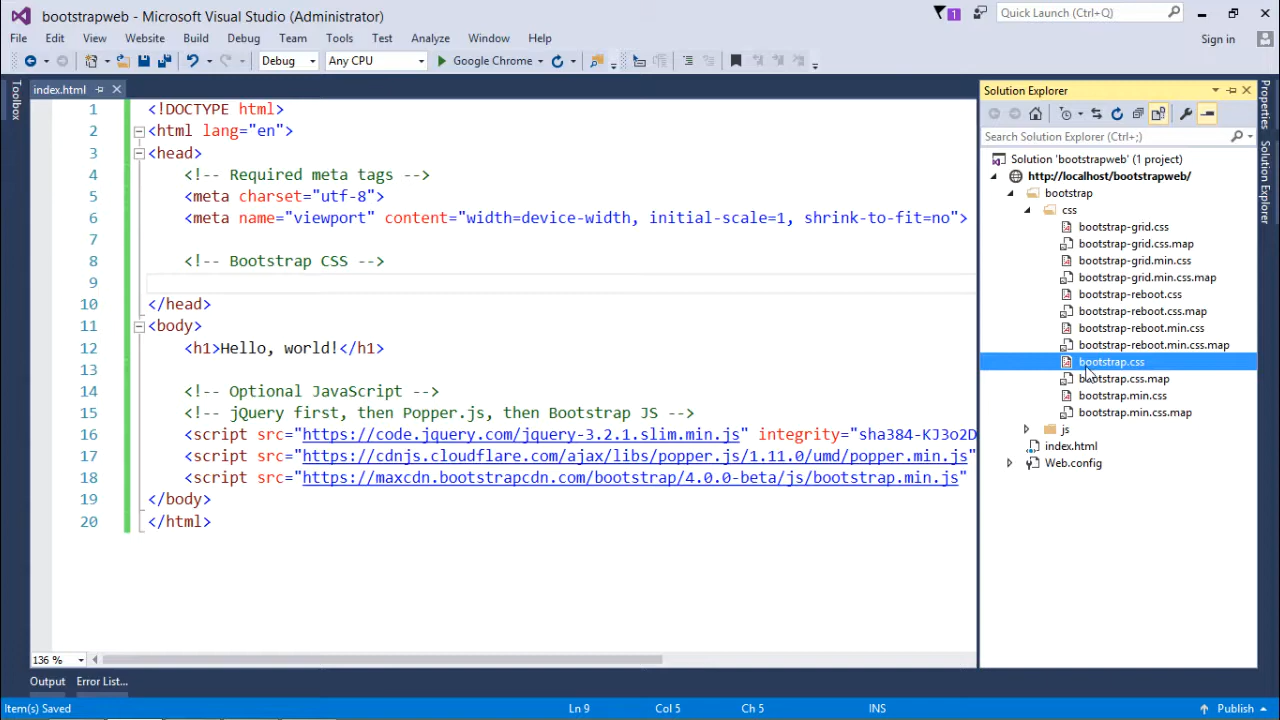 bootstrapweb - Microsoft Visual Studio (Administrator)
1
Quick Launch (Ctrl+Q)
File Edit View Website Build Debug Team Tools Test Analyze Window Help
Sign in
Debug Any CPU Google Chrome
Toolbox
index.html
1 <!DOCTYPE html>
2 <html lang="en">
3 <head>
4 <!-- Required meta tags -->
5 <meta charset="utf-8">
6 <meta name="viewport" content="width=device-width, initial-scale=1, shrink-to-fit=no">
7
8 <!-- Bootstrap CSS -->
9
10 </head>
11 <body>
12 <h1>Hello, world!</h1>
13
14 <!-- Optional JavaScript -->
15 <!-- jQuery first, then Popper.js, then Bootstrap JS -->
16 <script src="https://code.jquery.com/jquery-3.2.1.slim.min.js" integrity="sha384-KJ3o2D
17 <script src="https://cdnjs.cloudflare.com/ajax/libs/popper.js/1.11.0/umd/popper.min.js"
18 <script src="https://maxcdn.bootstrapcdn.com/bootstrap/4.0.0-beta/js/bootstrap.min.js"
19 </body>
20 </html>
136 %
Solution Explorer
Search Solution Explorer (Ctrl+;)
Solution 'bootstrapweb' (1 project)
http://localhost/bootstrapweb/
bootstrap
css
bootstrap-grid.css
bootstrap-grid.css.map
bootstrap-grid.min.css
bootstrap-grid.min.css.map
bootstrap-reboot.css
bootstrap-reboot.css.map
bootstrap-reboot.min.css
bootstrap-reboot.min.css.map
bootstrap.css
bootstrap.css.map
bootstrap.min.css
bootstrap.min.css.map
js
index.html
Web.config
Properties
Solution Explorer
Output Error List...
Item(s) Saved Ln 9 Col 5 Ch 5 INS Publish